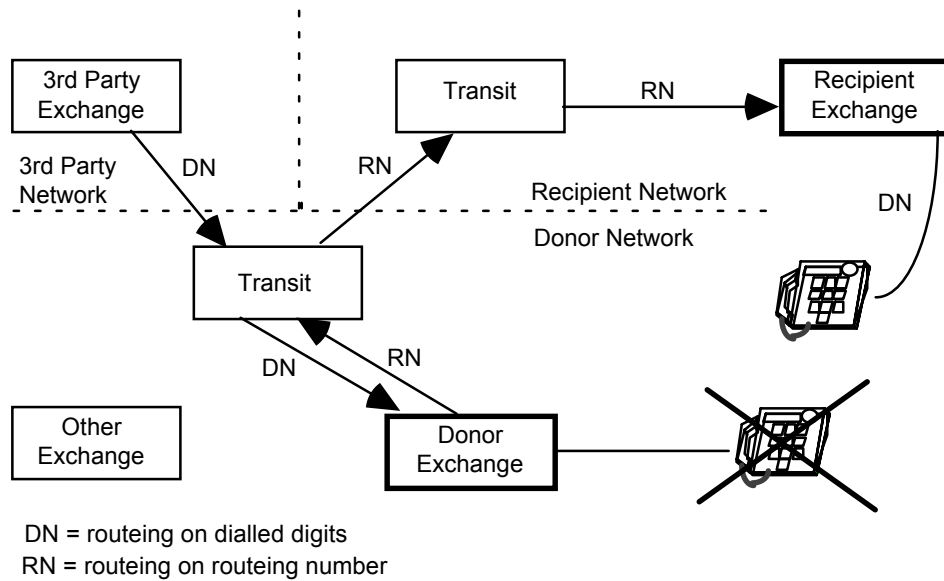 3rd Party
Exchange
Transit
RN
Recipient
Exchange
DN
RN
3rd Party
Network
Recipient Network
DN
Donor Network
Transit
RN
DN
Other
Exchange
Donor
Exchange
DN = routeing on dialled digits
RN = routeing on routeing number